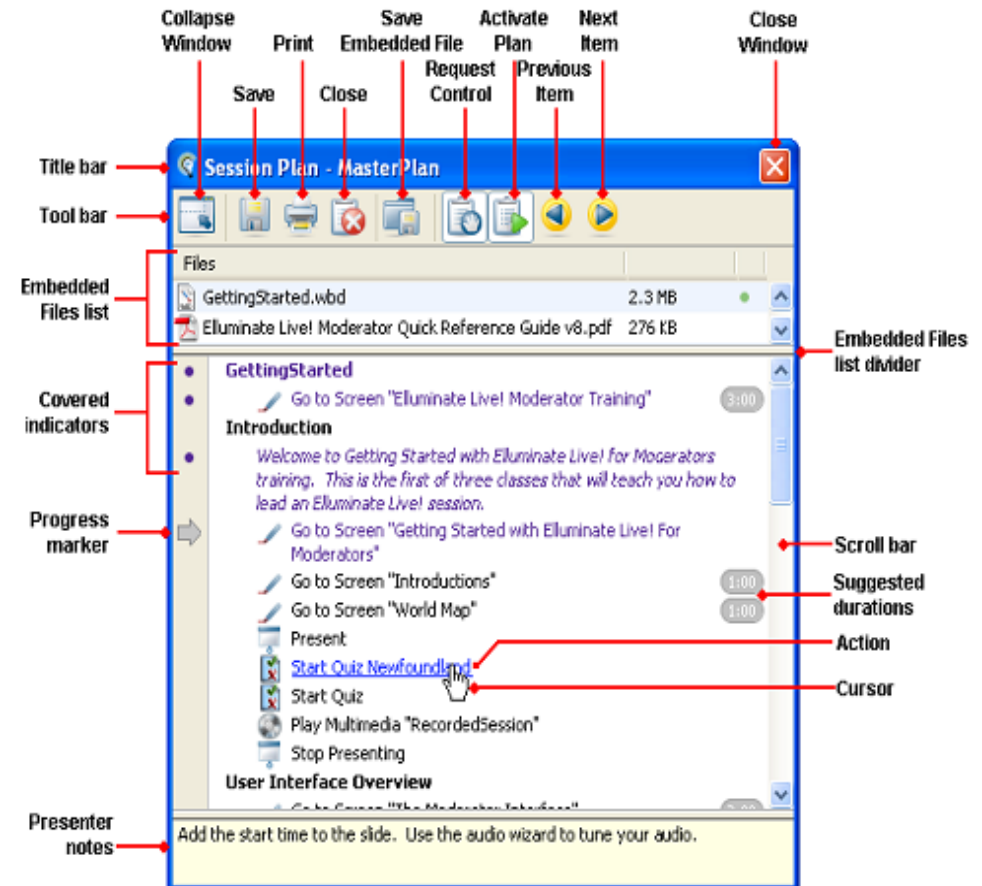 Collapse
Window
Print
Save
Embedded File
Activate
Plan
Next
Item
Close
Window
Save
Close
Request
Control
Previous
Item
Title bar
Session Plan - MasterPlan
Tool bar
Embedded
Files list
Files
GettingStarted.wbd 2.3 MB
Elluminate Live! Moderator Quick Reference Guide v8.pdf 276 KB
Embedded Files
list divider
Covered
indicators
GettingStarted
Go to Screen "Elluminate Live! Moderator Training" 3:00
Introduction
Welcome to Getting Started with Elluminate Live! for Moderators
training. This is the first of three classes that will teach you how to
lead an Elluminate Live! session.
Progress
marker
Go to Screen "Getting Started with Elluminate Live! For
Moderators"
Scroll bar
Go to Screen "Introductions" 1:00
Go to Screen "World Map" 1:00
Suggested
durations
Present
Action
Start Quiz Newfoundland
Cursor
Start Quiz
Play Multimedia "RecordedSession"
Stop Presenting
User Interface Overview
Go to Screen "The Moderator Interface"
Presenter
notes
Add the start time to the slide. Use the audio wizard to tune your audio.